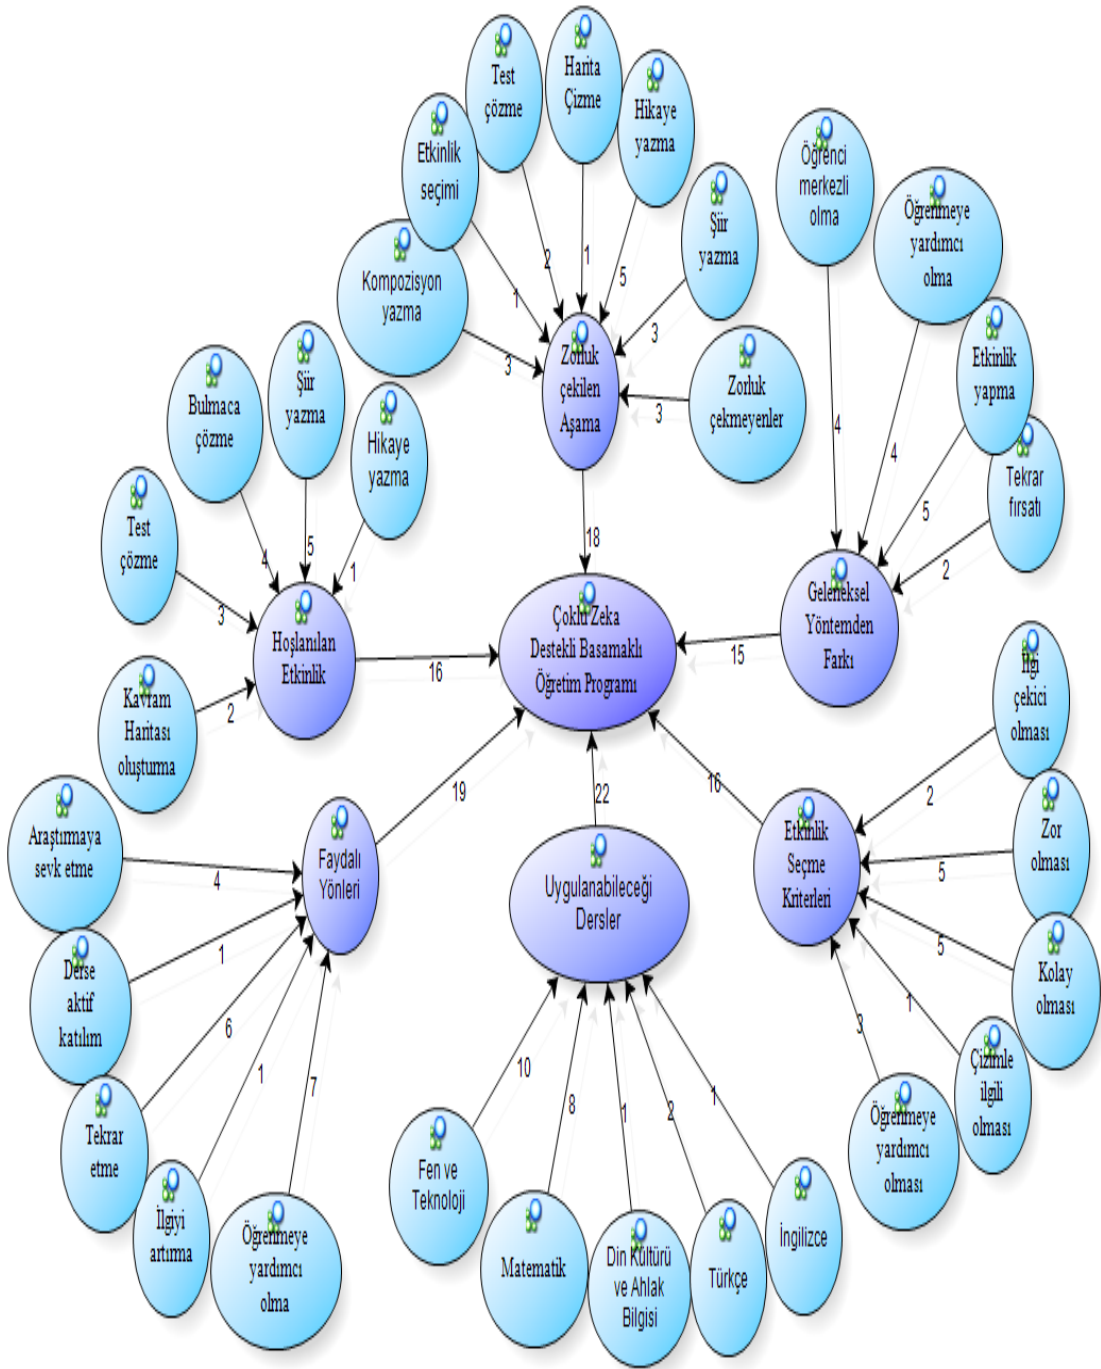 Test
çözme
Harita
Çizme
Hikaye
yazma
Etkinlik
seçimi
Şiir
yazma
Kompozisyon
yazma
Zorluk
çekmeyenler
Zorluk
çekilen
Aşama
1
2
1
5
3
3
3
18
Öğrenci
merkezli
olma
Öğrenmeye
yardımcı
olma
Etkinlik
yapma
Tekrar
fırsatı
4
4
5
2
Geleneksel
Yöntemden
Farkı
15
Şiir
yazma
Bulmaca
çözme
Hikaye
yazma
Test
çözme
Kavram
Haritası
oluşturma
4
5
1
3
2
Hoşlanılan
Etkinlik
16
Çoklu Zeka
Destekli Basamaklı
Öğretim Programı
İlgi
çekici
olması
Zor
olması
Kolay
olması
Çizimle
ilgili
olması
Öğrenmeye
yardımcı
olması
2
5
5
1
3
Etkinlik
Seçme
Kriterleri
16
Araştırmaya
sevk etme
Derse
aktif
katılım
Tekrar
etme
İlgiyi
artırma
Öğrenmeye
yardımcı
olma
4
1
6
1
7
Faydalı
Yönleri
19
Uygulanabileceği
Dersler
22
10
8
1
2
1
Fen ve
Teknoloji
Matematik
Din Kültürü
ve Ahlak
Bilgisi
Türkçe
İngilizce